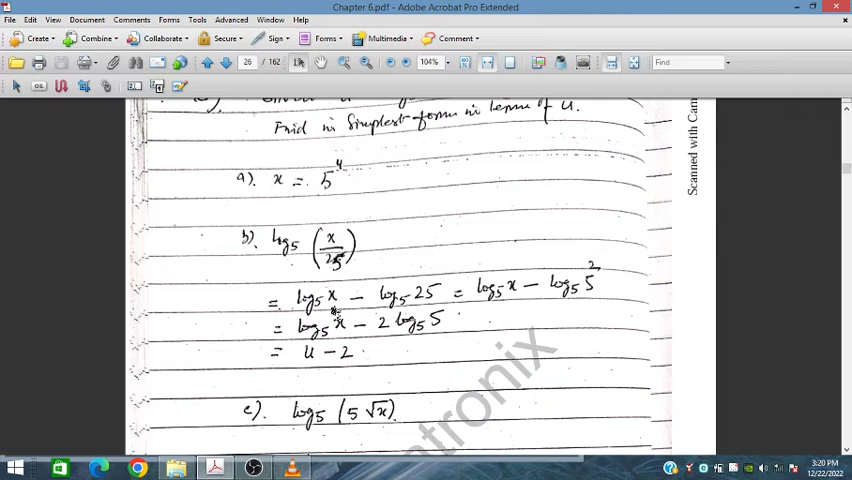 Chapter 6.pdf - Adobe Acrobat Pro Extended
File Edit View Document Comments Forms Tools Advanced Window Help
Create Combine Collaborate Secure Sign Forms Multimedia Comment
26 / 162 104% Find
Find in simplest form in terms of u.
a). x = 5^u
b). log₅ (x/25)
= log₅ x – log₅ 25 = log₅ x – log₅ 5²
= log₅ x – 2 log₅ 5
= u – 2
c). log₅ (5 √x).
Scanned with Cam
ntronix
3:20 PM
12/22/2022